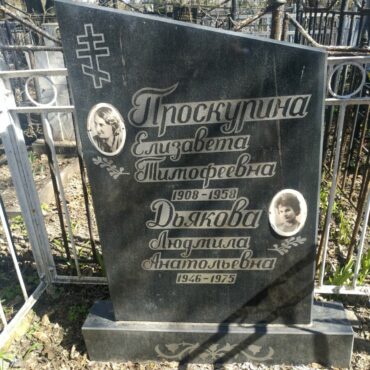 Проскурина
Елизавета
Тимофеевна
1908-1958
Дьякова
Людмила
Анатольевна
1946-1975